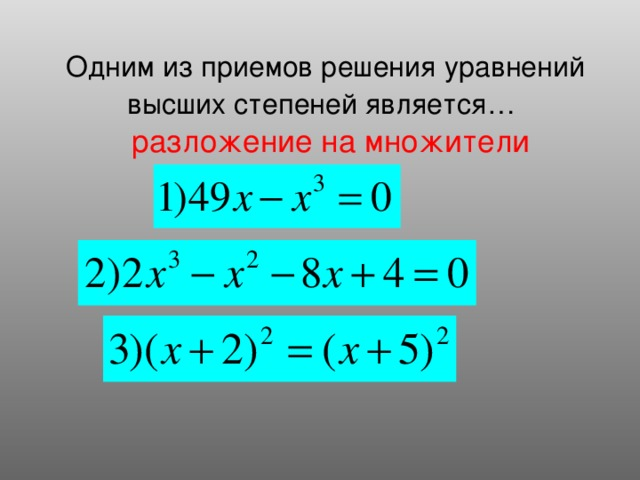 Одним из приемов решения уравнений
высших степеней является…
разложение на множители
1)49x − x³ = 0
2)2x³ − x² − 8x + 4 = 0
3)(x + 2)² = (x + 5)²